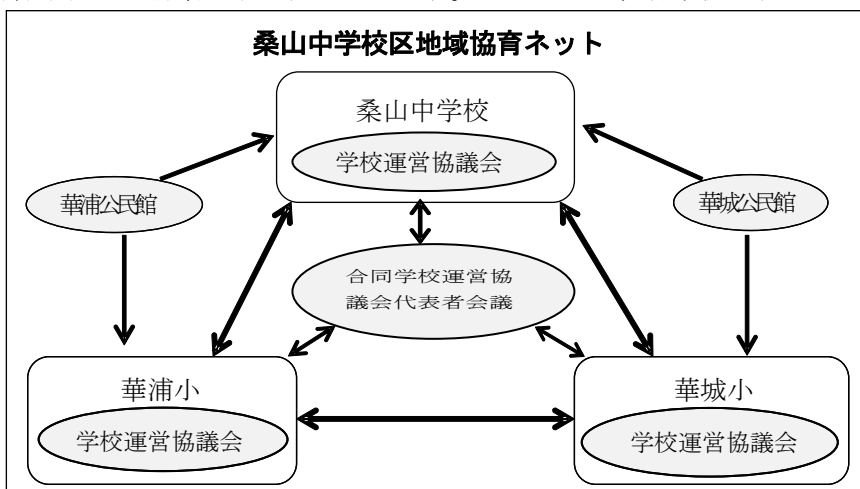 桑山中学校区地域協育ネット
桑山中学校
学校運営協議会
華浦公民館
華城公民館
合同学校運営協
議会代表者会議
華浦小
学校運営協議会
華城小
学校運営協議会